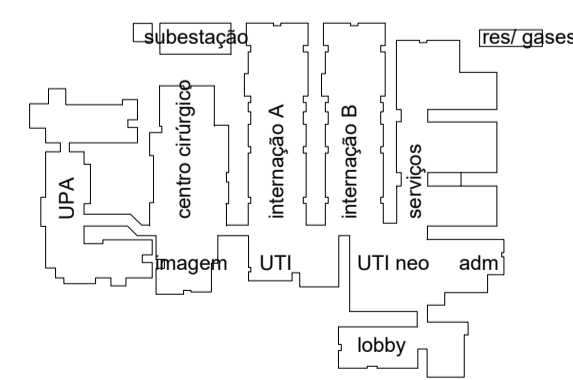 subestação
res/ gases
centro cirúrgico
internação A
internação B
serviços
UPA
imagem
UTI
UTI neo
adm
lobby